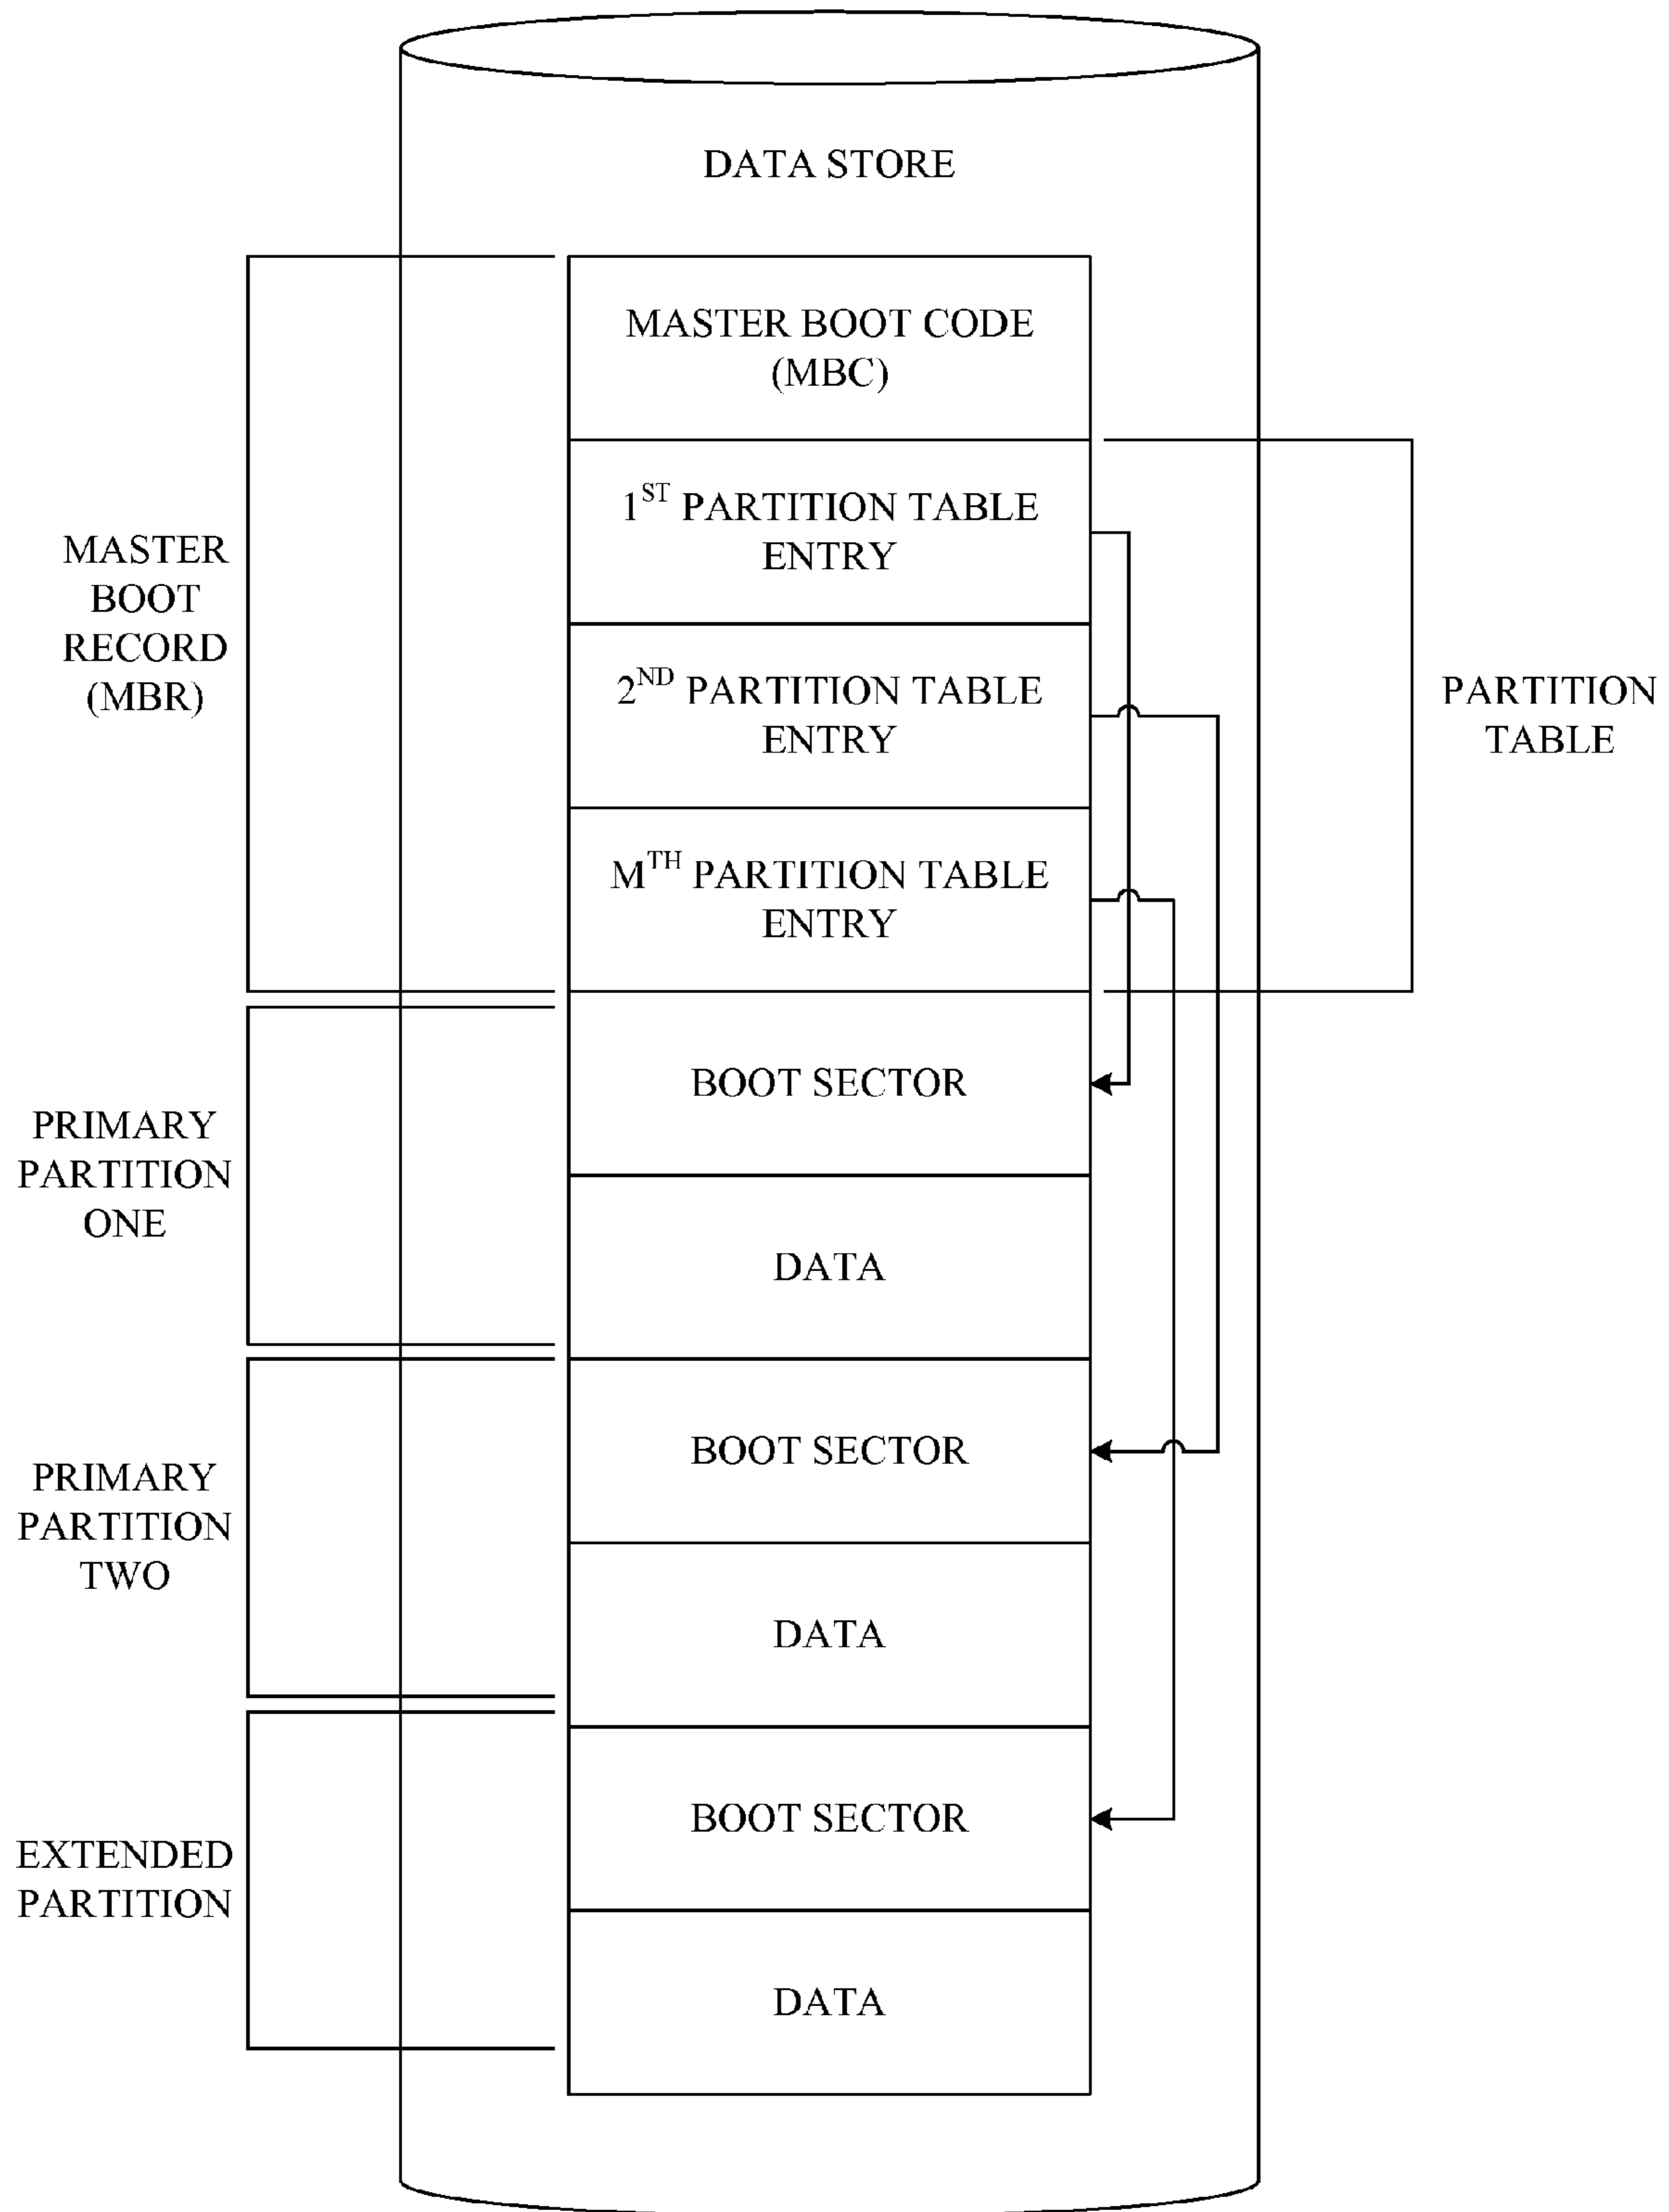 DATA STORE
MASTER BOOT CODE
(MBC)
1ST PARTITION TABLE
ENTRY
2ND PARTITION TABLE
ENTRY
MTH PARTITION TABLE
ENTRY
MASTER
BOOT
RECORD
(MBR)
PARTITION
TABLE
BOOT SECTOR
DATA
PRIMARY
PARTITION
ONE
BOOT SECTOR
DATA
PRIMARY
PARTITION
TWO
BOOT SECTOR
DATA
EXTENDED
PARTITION